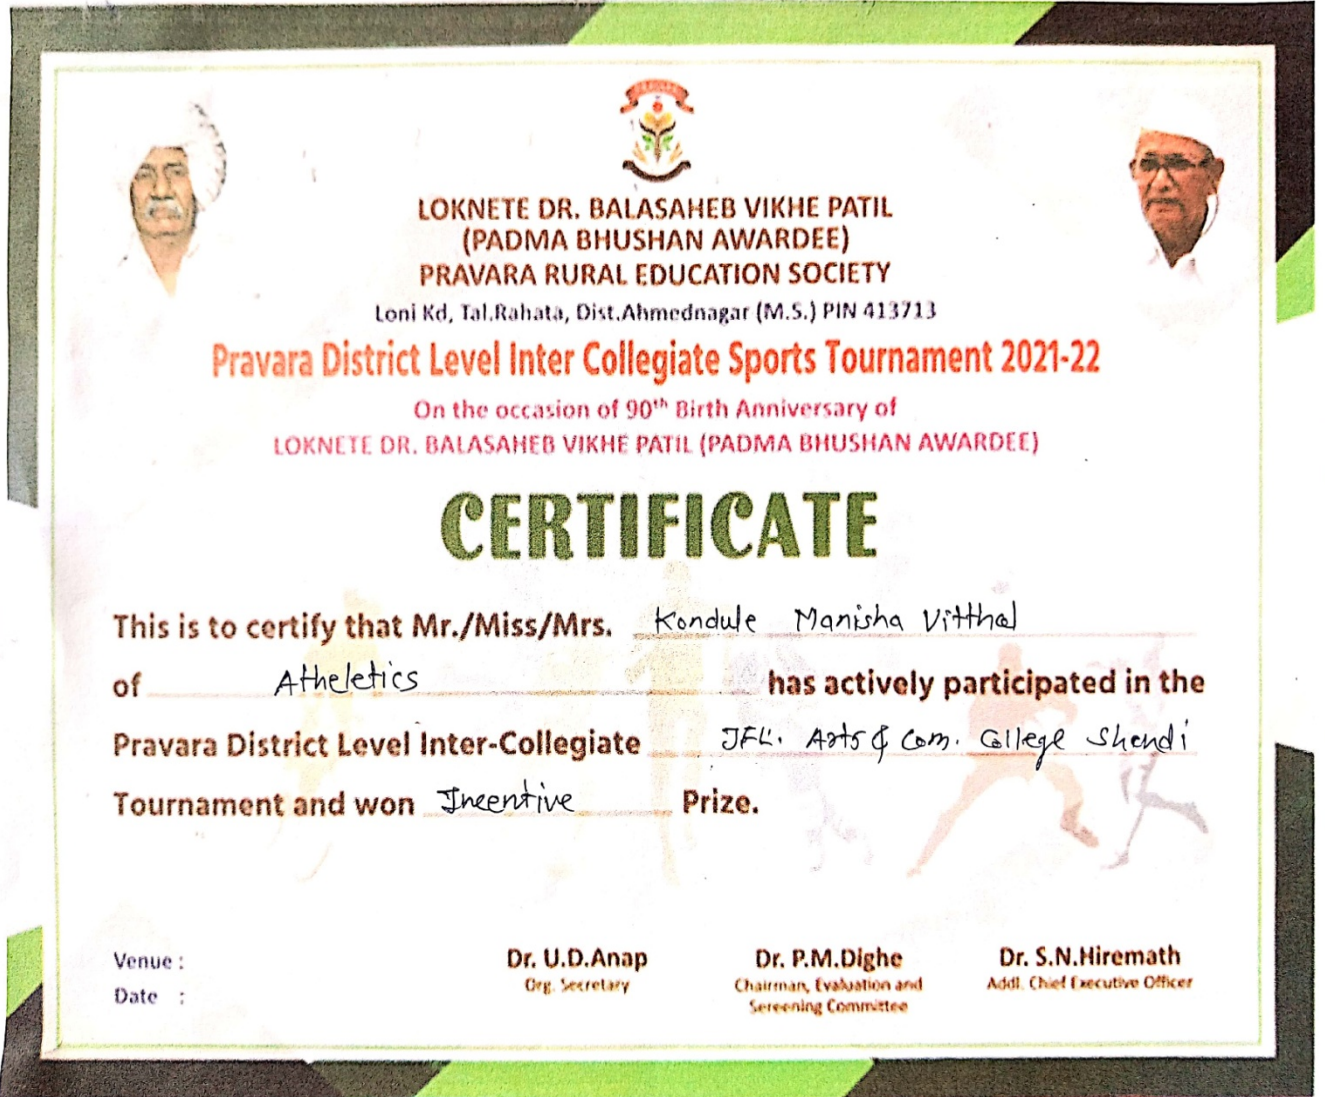 PRAVARA
LOKNETE DR. BALASAHEB VIKHE PATIL
(PADMA BHUSHAN AWARDEE)
PRAVARA RURAL EDUCATION SOCIETY
Loni Kd, Tal.Rahata, Dist.Ahmednagar (M.S.) PIN 413713
Pravara District Level Inter Collegiate Sports Tournament 2021-22
On the occasion of 90th Birth Anniversary of
LOKNETE DR. BALASAHEB VIKHE PATIL (PADMA BHUSHAN AWARDEE)
CERTIFICATE
This is to certify that Mr./Miss/Mrs. Kondule Manisha Vitthal
of Atheletics has actively participated in the
Pravara District Level Inter-Collegiate JFK. Arts & Com. College Shendi
Tournament and won Incentive Prize.
Venue :
Date :
Dr. U.D.Anap
Org. Secretary
Dr. P.M.Dighe
Chairman, Evaluation and
Sereening Committee
Dr. S.N.Hiremath
Addl. Chief Executive Officer